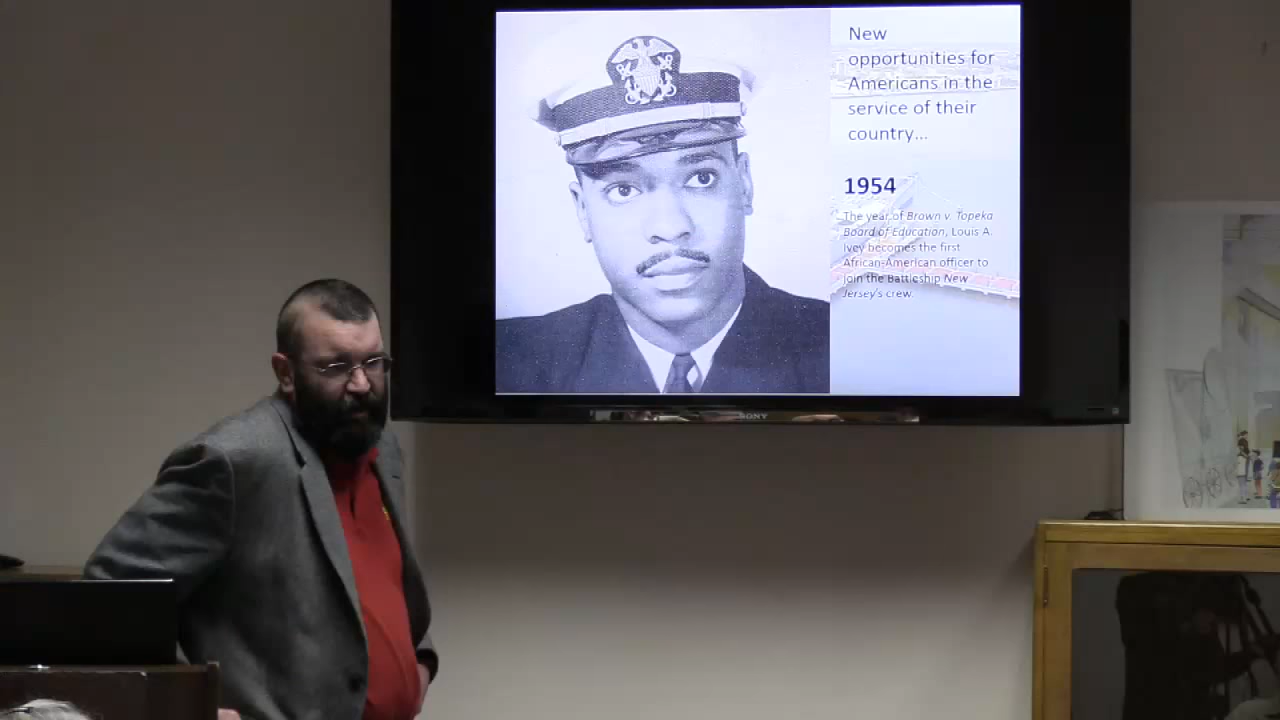 New
opportunities for
Americans in the
service of their
country...
1954
The year of Brown v. Topeka
Board of Education, Louis A.
Ivey becomes the first
African-American officer to
join the Battleship New
Jersey's crew.
SONY